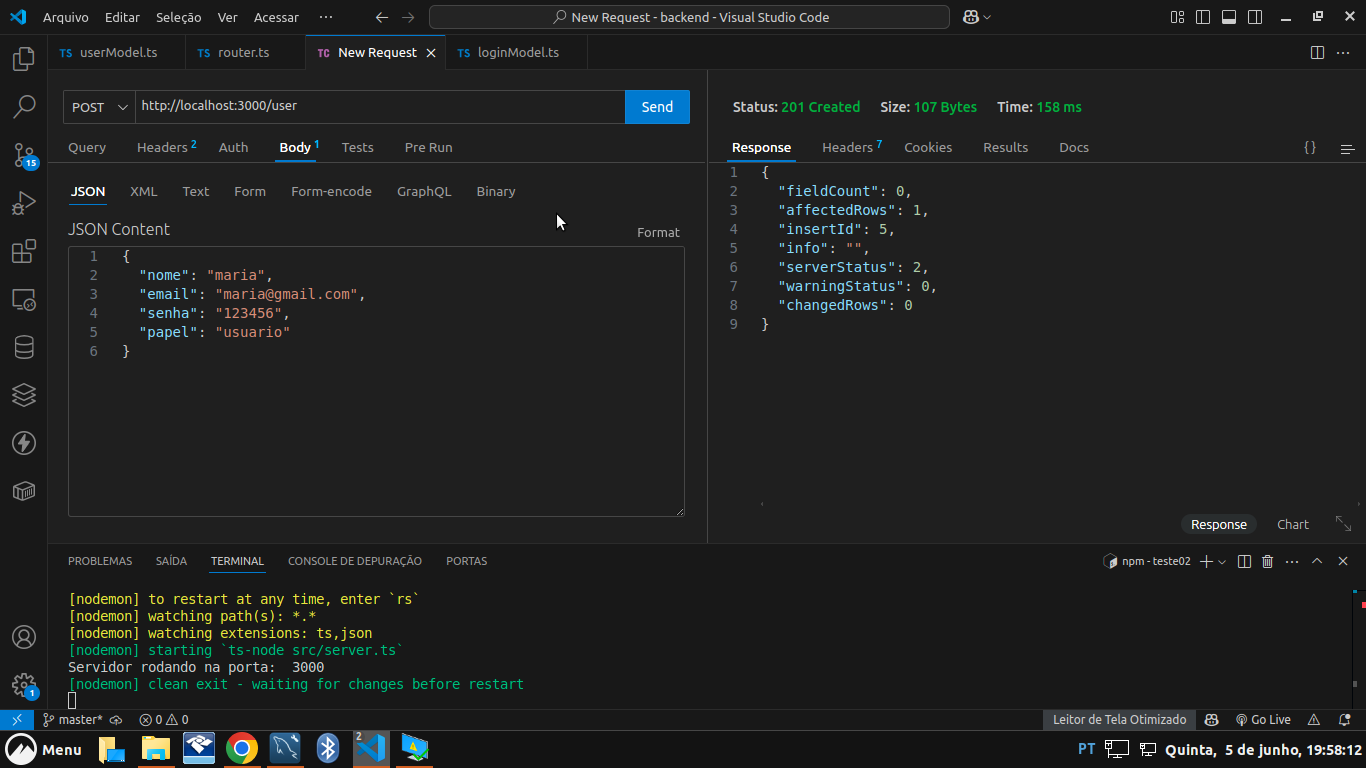 Arquivo Editar Seleção Ver Acessar ··· New Request - backend - Visual Studio Code
TS userMode.ts TS router.ts TC New Request TS loginModel.ts ···
POST http://localhost:3000/user Send
Query Headers 2 Auth Body 1 Tests Pre Run
JSON XML Text Form Form-encode GraphQL Binary
JSON Content Format
1 {
2 "nome": "maria",
3 "email": "maria@gmail.com",
4 "senha": "123456",
5 "papel": "usuario"
6 }
Status: 201 Created Size: 107 Bytes Time: 158 ms
Response Headers 7 Cookies Results Docs {}
1 {
2 "fieldCount": 0,
3 "affectedRows": 1,
4 "insertId": 5,
5 "info": "",
6 "serverStatus": 2,
7 "warningStatus": 0,
8 "changedRows": 0
9 }
Response Chart
15
1
PROBLEMAS SAÍDA TERMINAL CONSOLE DE DEPURAÇÃO PORTAS npm - teste02 ···
[nodemon] to restart at any time, enter `rs`
[nodemon] watching path(s): *.*
[nodemon] watching extensions: ts,json
[nodemon] starting `ts-node src/server.ts`
Servidor rodando na porta:  3000
[nodemon] clean exit - waiting for changes before restart
master* 0 0 Leitor de Tela Otimizado Go Live
Menu 2 PT Quinta, 5 de junho, 19:58:12